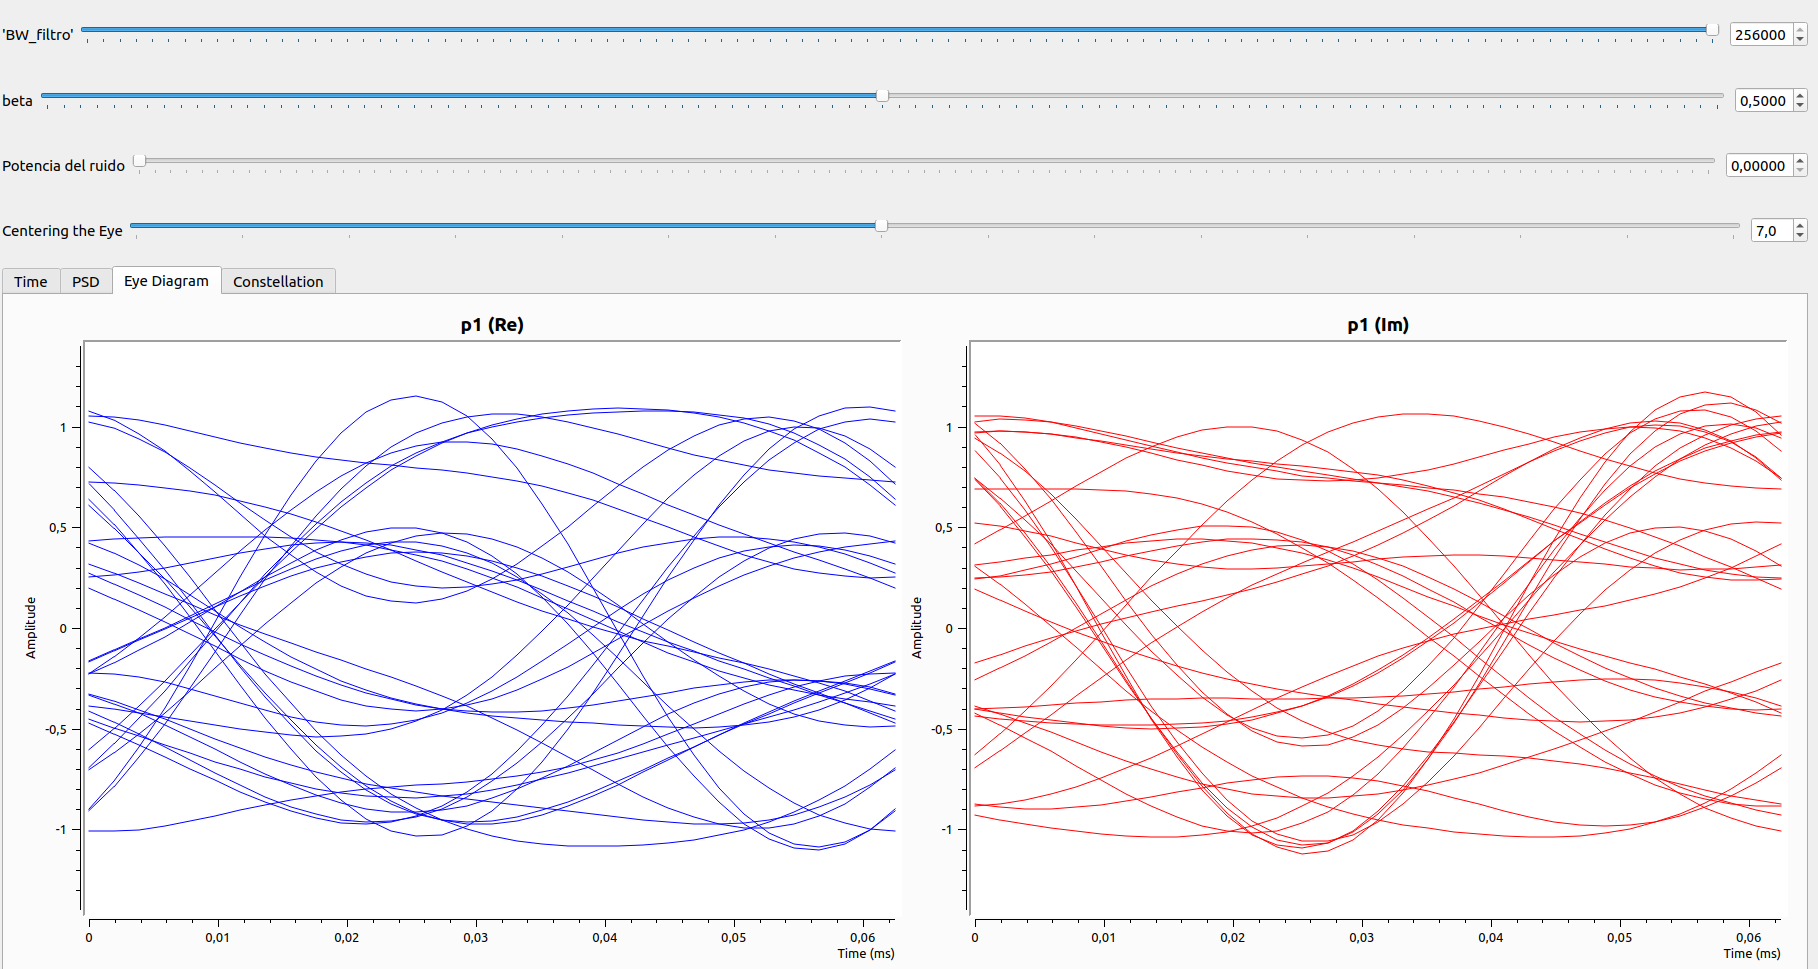 'BW_filtro' 256000
beta 0,5000
Potencia del ruido 0,00000
Centering the Eye 7,0
Time PSD Eye Diagram Constellation
p1 (Re)
Amplitude
1
0,5
0
-0,5
-1
0 0,01 0,02 0,03 0,04 0,05 0,06
Time (ms)
p1 (Im)
Amplitude
1
0,5
0
-0,5
-1
0 0,01 0,02 0,03 0,04 0,05 0,06
Time (ms)